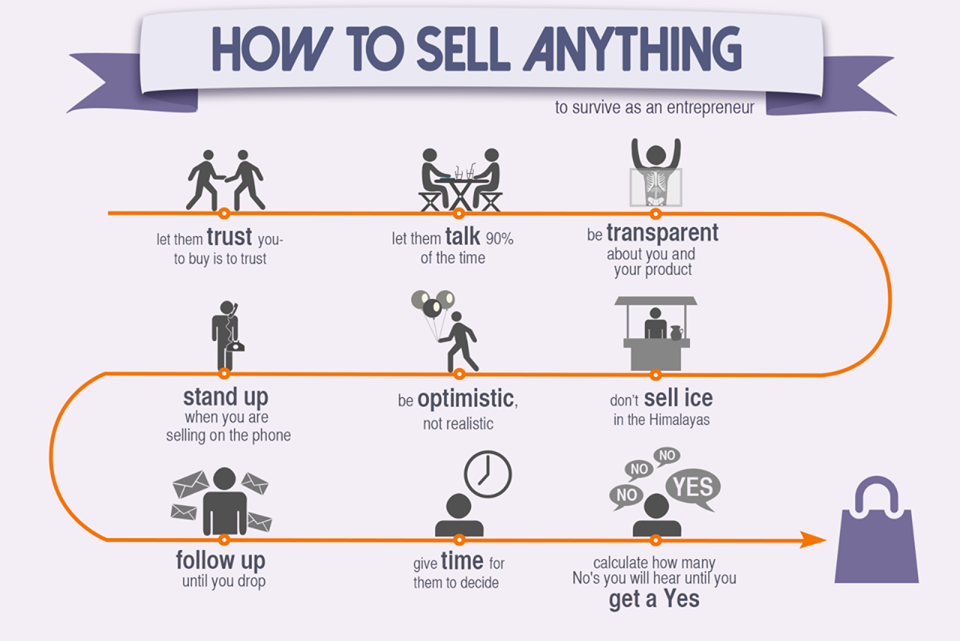 HOW TO SELL ANYTHING
to survive as an entrepreneur
let them trust you-
to buy is to trust
let them talk 90%
of the time
be transparent
about you and
your product
don't sell ice
in the Himalayas
be optimistic,
not realistic
stand up
when you are
selling on the phone
follow up
until you drop
give time for
them to decide
NO
NO
NO
YES
calculate how many
No's you will hear until you
get a Yes